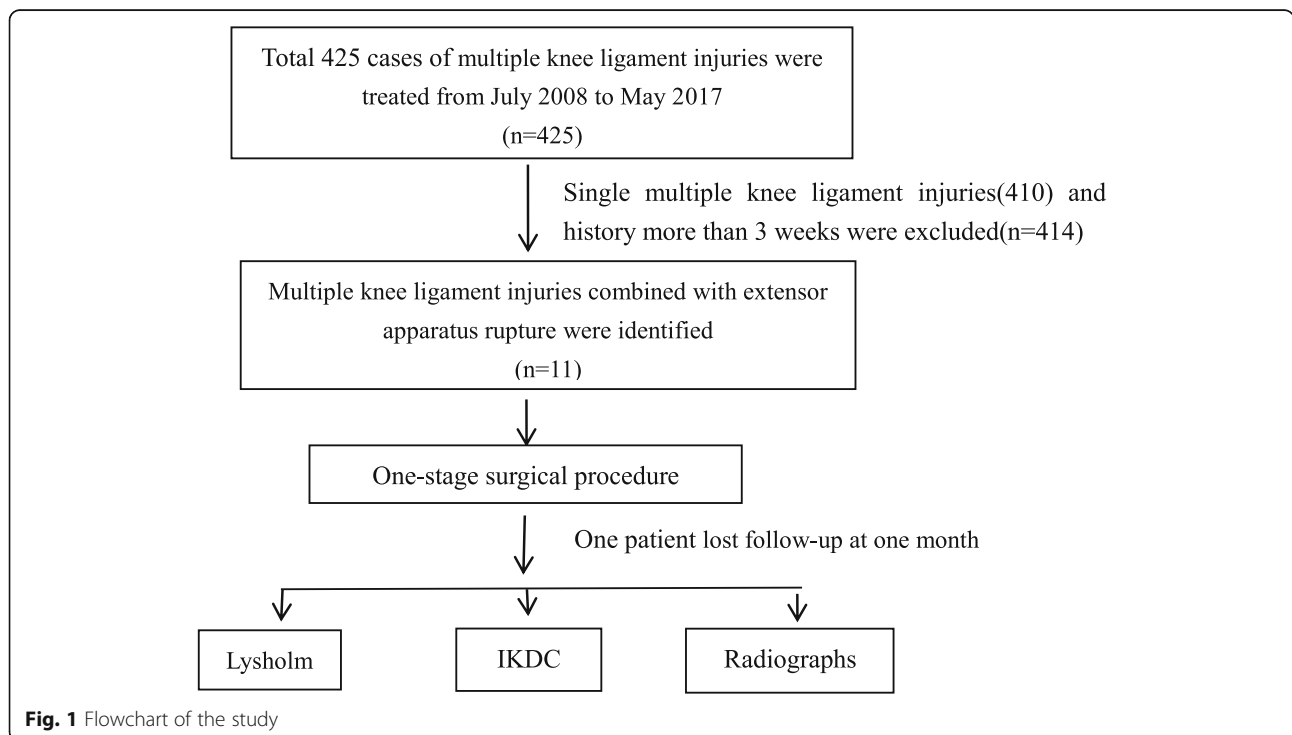 Total 425 cases of multiple knee ligament injuries were
treated from July 2008 to May 2017
(n=425)
Single multiple knee ligament injuries(410) and
history more than 3 weeks were excluded(n=414)
Multiple knee ligament injuries combined with extensor
apparatus rupture were identified
(n=11)
One-stage surgical procedure
One patient lost follow-up at one month
Lysholm
IKDC
Radiographs
Fig. 1 Flowchart of the study